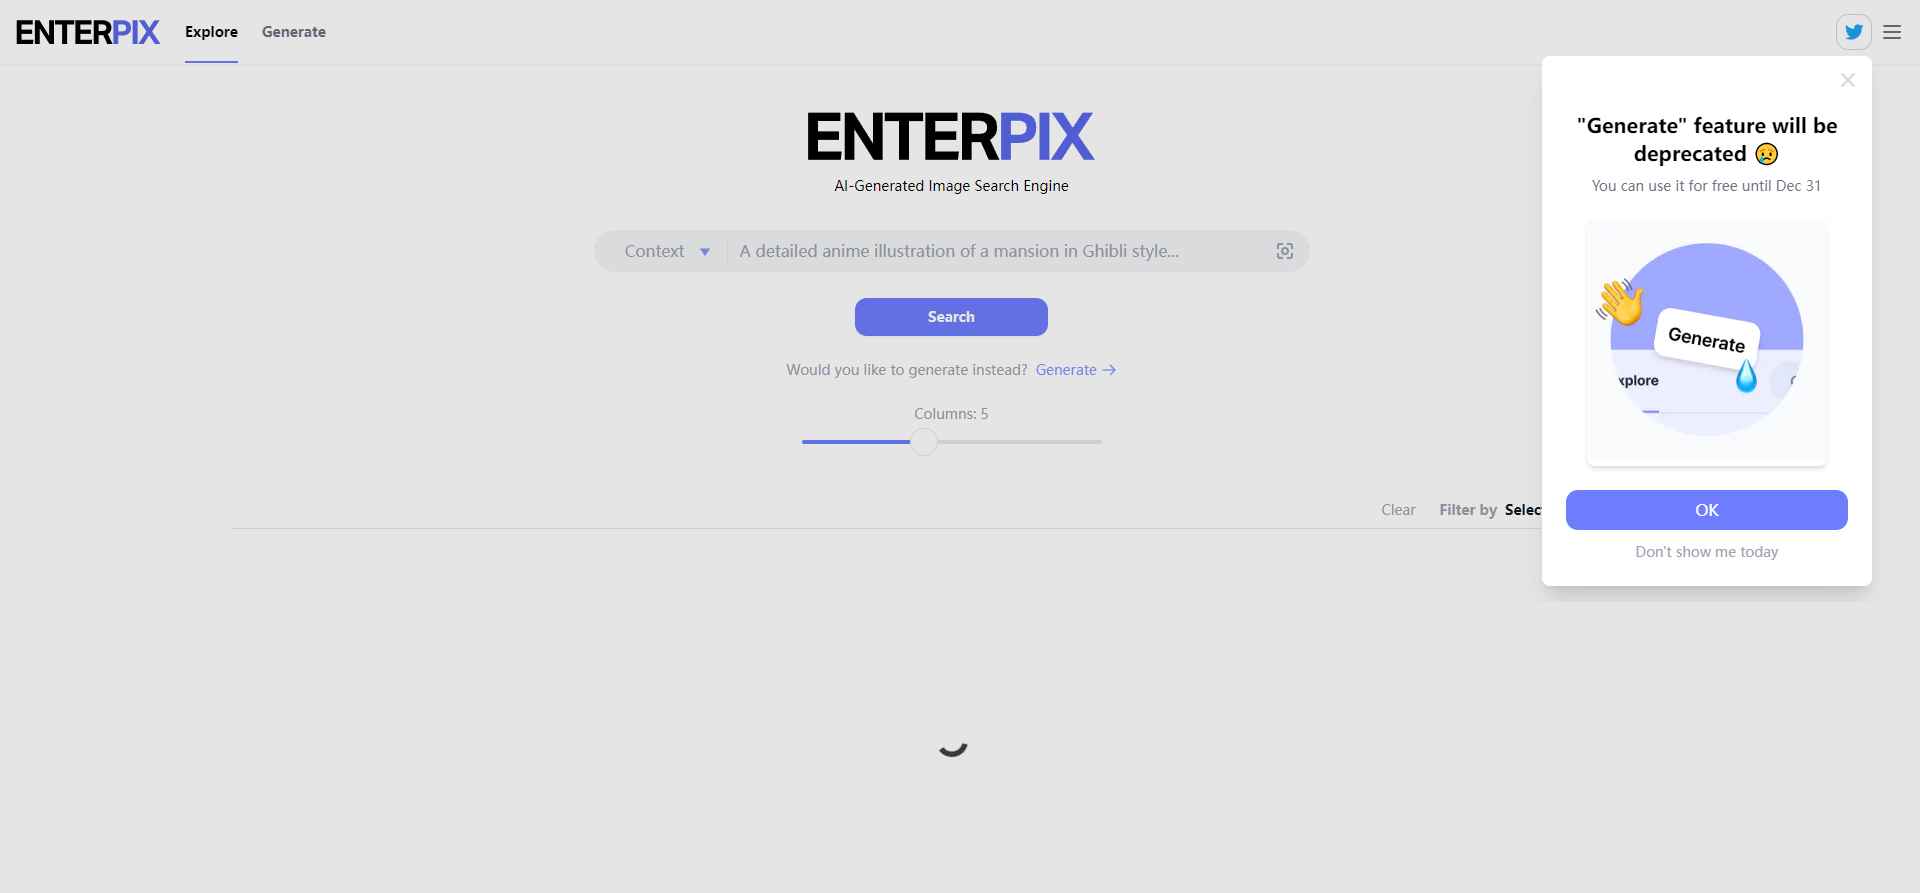 ENTERPIX
Explore
Generate
ENTERPIX
AI-Generated Image Search Engine
Context
A detailed anime illustration of a mansion in Ghibli style...
Search
Would you like to generate instead? Generate →
Columns: 5
Clear
Filter by Selec
"Generate" feature will be
deprecated 😢
You can use it for free until Dec 31
Generate
xplore
OK
Don't show me today